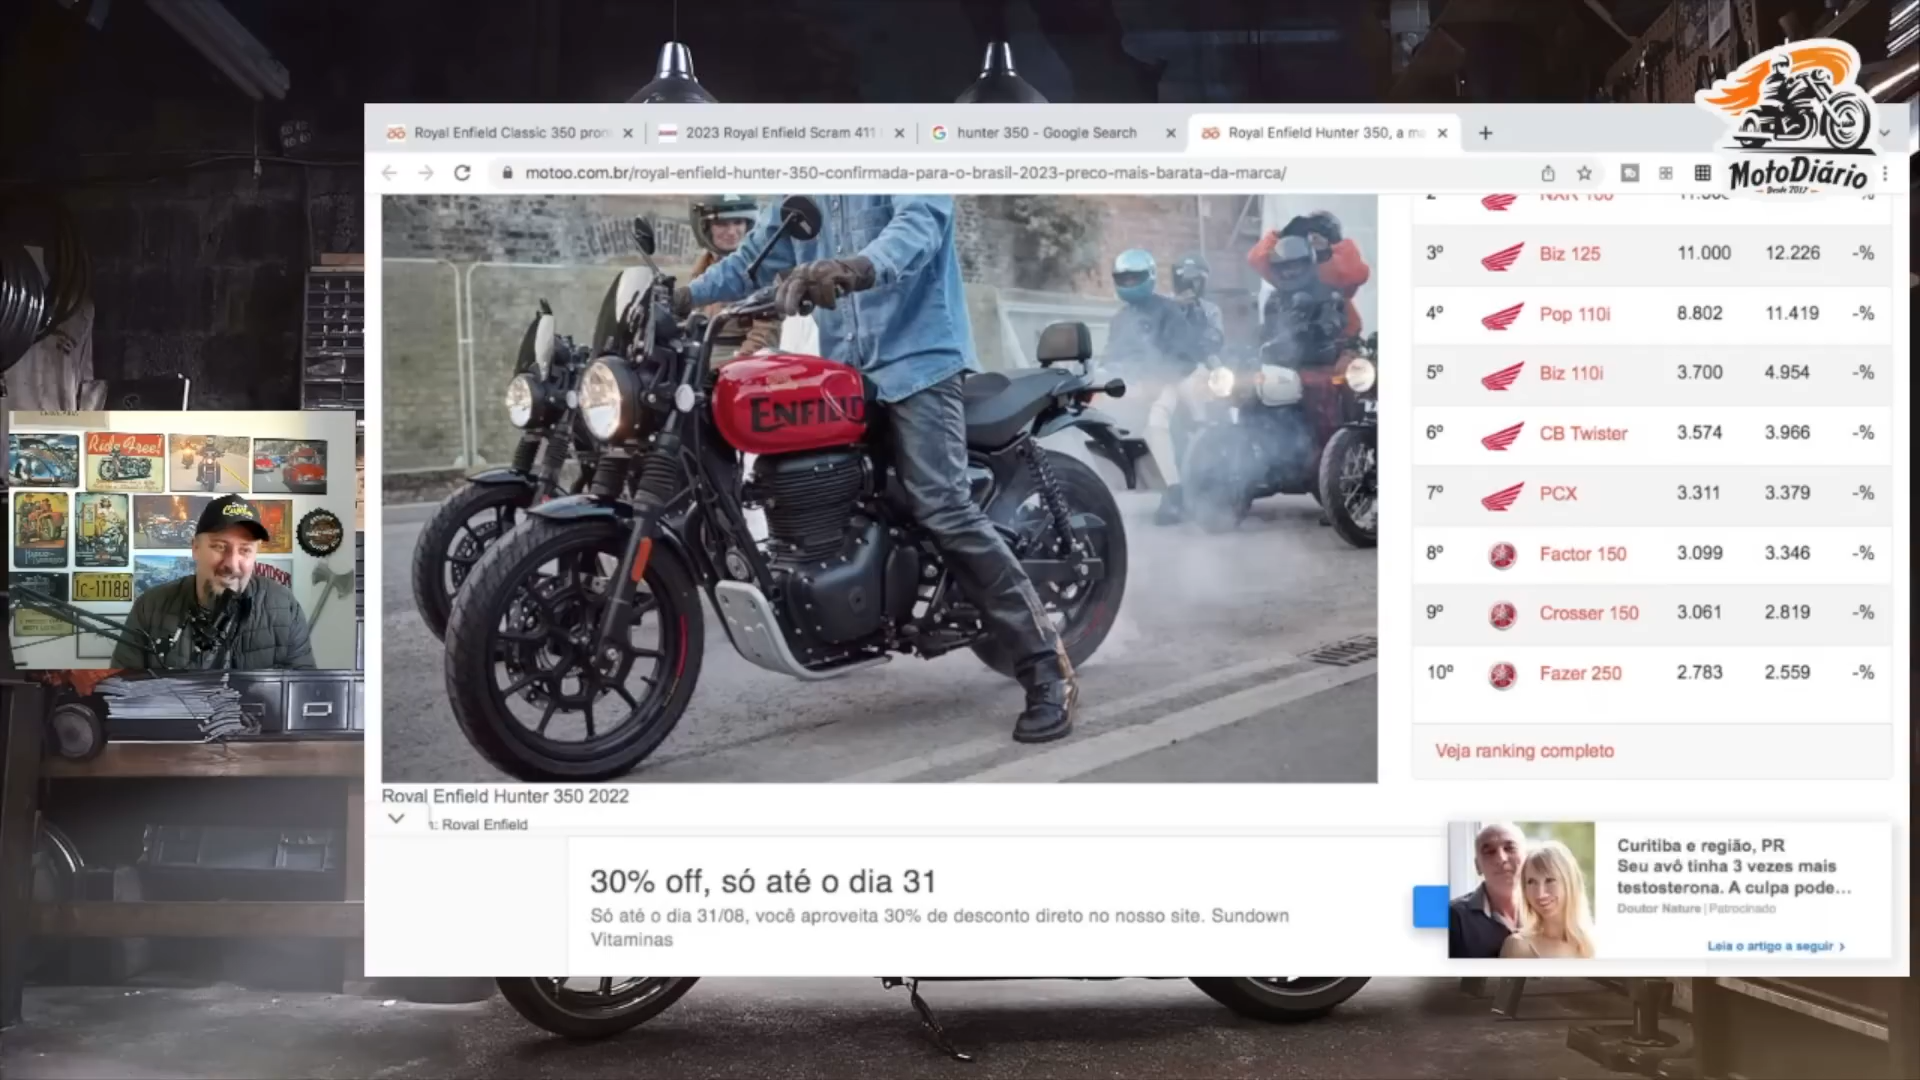 MotoDiário
Desde 2017
Royal Enfield Classic 350 pron
2023 Royal Enfield Scram 411
hunter 350 - Google Search
Royal Enfield Hunter 350, a ma
motoo.com.br/royal-enfield-hunter-350-confirmada-para-o-brasil-2023-preco-mais-barata-da-marca/
3º Biz 125 11.000 12.226 -%
4º Pop 110i 8.802 11.419 -%
5º Biz 110i 3.700 4.954 -%
6º CB Twister 3.574 3.966 -%
7º PCX 3.311 3.379 -%
8º Factor 150 3.099 3.346 -%
9º Crosser 150 3.061 2.819 -%
10º Fazer 250 2.783 2.559 -%
Veja ranking completo
ENFIELD
Ride Free!
1c-1118.8
Royal Enfield Hunter 350 2022
: Royal Enfield
30% off, só até o dia 31
Só até o dia 31/08, você aproveita 30% de desconto direto no nosso site. Sundown
Vitaminas
Curitiba e região, PR
Seu avô tinha 3 vezes mais
testosterona. A culpa pode...
Doutor Nature | Patrocinado
Leia o artigo a seguir >